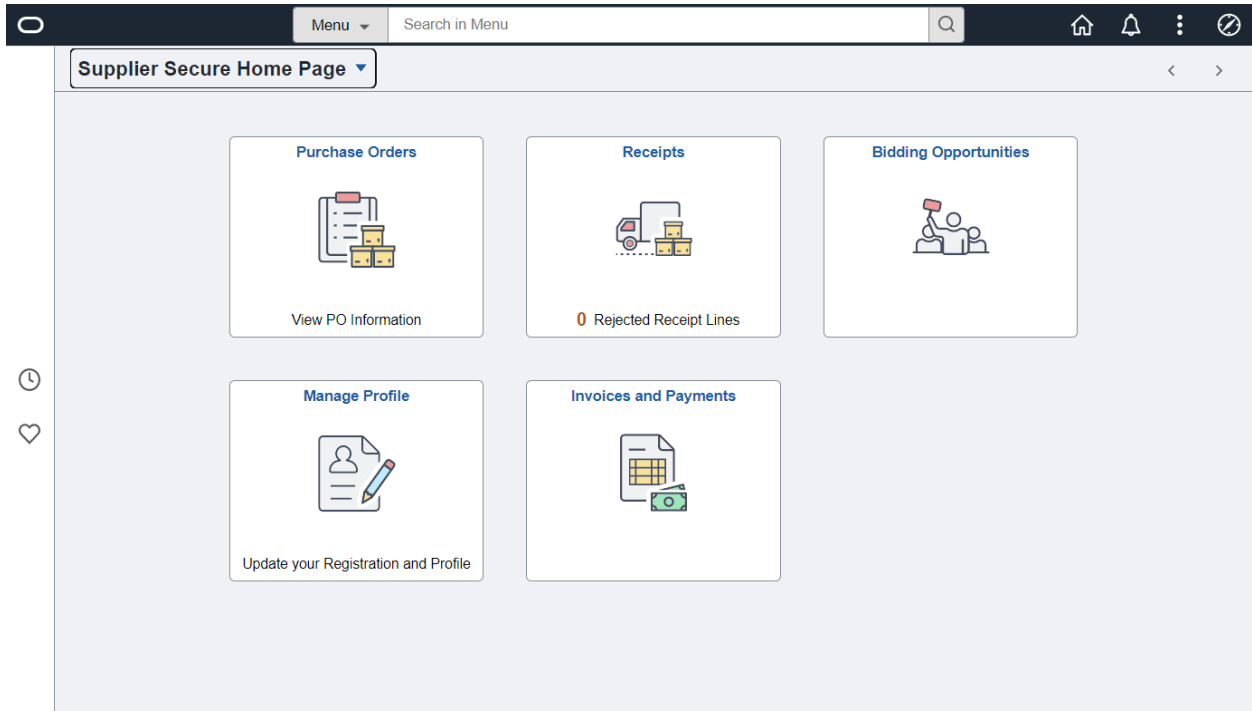 Menu
Search in Menu
Supplier Secure Home Page
Purchase Orders
Receipts
Bidding Opportunities
View PO Information
0 Rejected Receipt Lines
Manage Profile
Invoices and Payments
Update your Registration and Profile